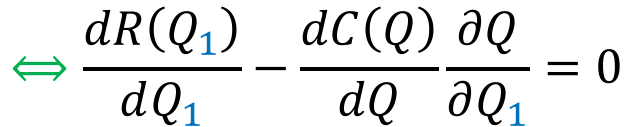 ⟺ dR(Q₁)/dQ₁ − dC(Q)/dQ ∂Q/∂Q₁ = 0